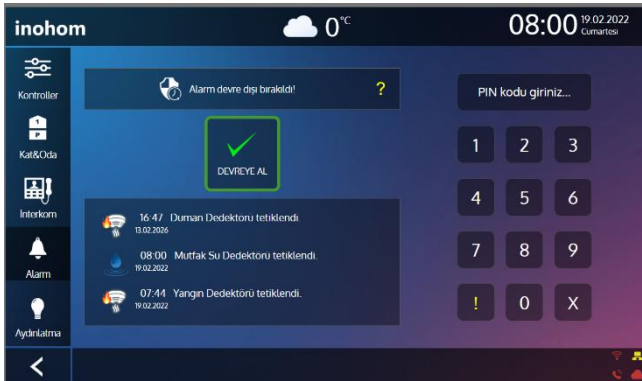 inohom
0°C
08:00
19.02.2022
Cumartesi
Kontroller
1
P
Kat&Oda
İnterkom
Alarm
Aydınlatma
Alarm devre dışı bırakıldı!
?
DEVREYE AL
16:47 Duman Dedektörü tetiklendi
13.02.2026
08:00 Mutfak Su Dedektörü tetiklendi.
19.02.2022
07:44 Yangın Dedektörü tetiklendi.
19.02.2022
PIN kodu giriniz...
1 2 3
4 5 6
7 8 9
! 0 X